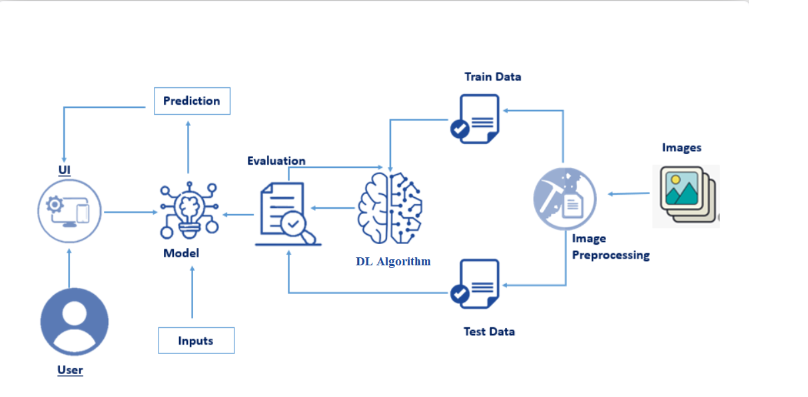 Train Data
Prediction
Images
Evaluation
UI
Model
Image
Preprocessing
DL Algorithm
Test Data
Inputs
User